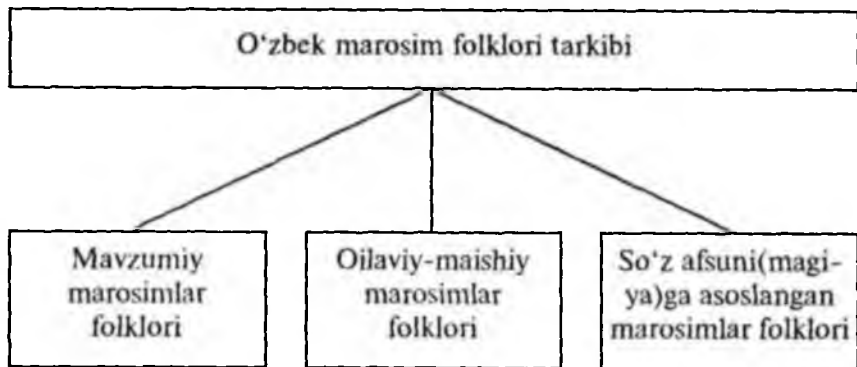 O‘zbek marosim folklori tarkibi
Mavzumiy
marosimlar
folklori
Oilaviy-maishiy
marosimlar
folklori
So‘z afsuni(magi-
ya)ga asoslangan
marosimlar folklori